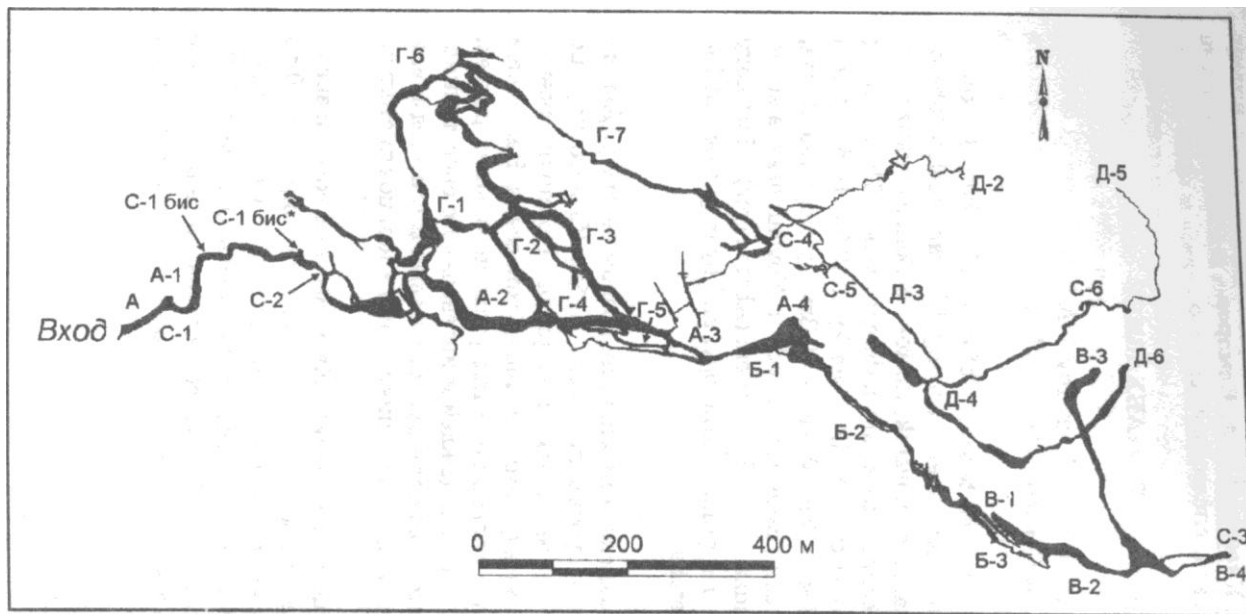 Г-6
N
Г-7
С-1 бис
С-1 бис*
Г-1
Д-2
Д-5
А-1
Г-2
Г-3
С-4
А
С-2
А-2
С-5
Д-3
С-6
Вход
С-1
Г-4
Г-5
А-4
А-3
Б-1
В-3
Д-6
Д-4
Б-2
В-1
0 200 400 м
Б-3
С-3
В-2
В-4